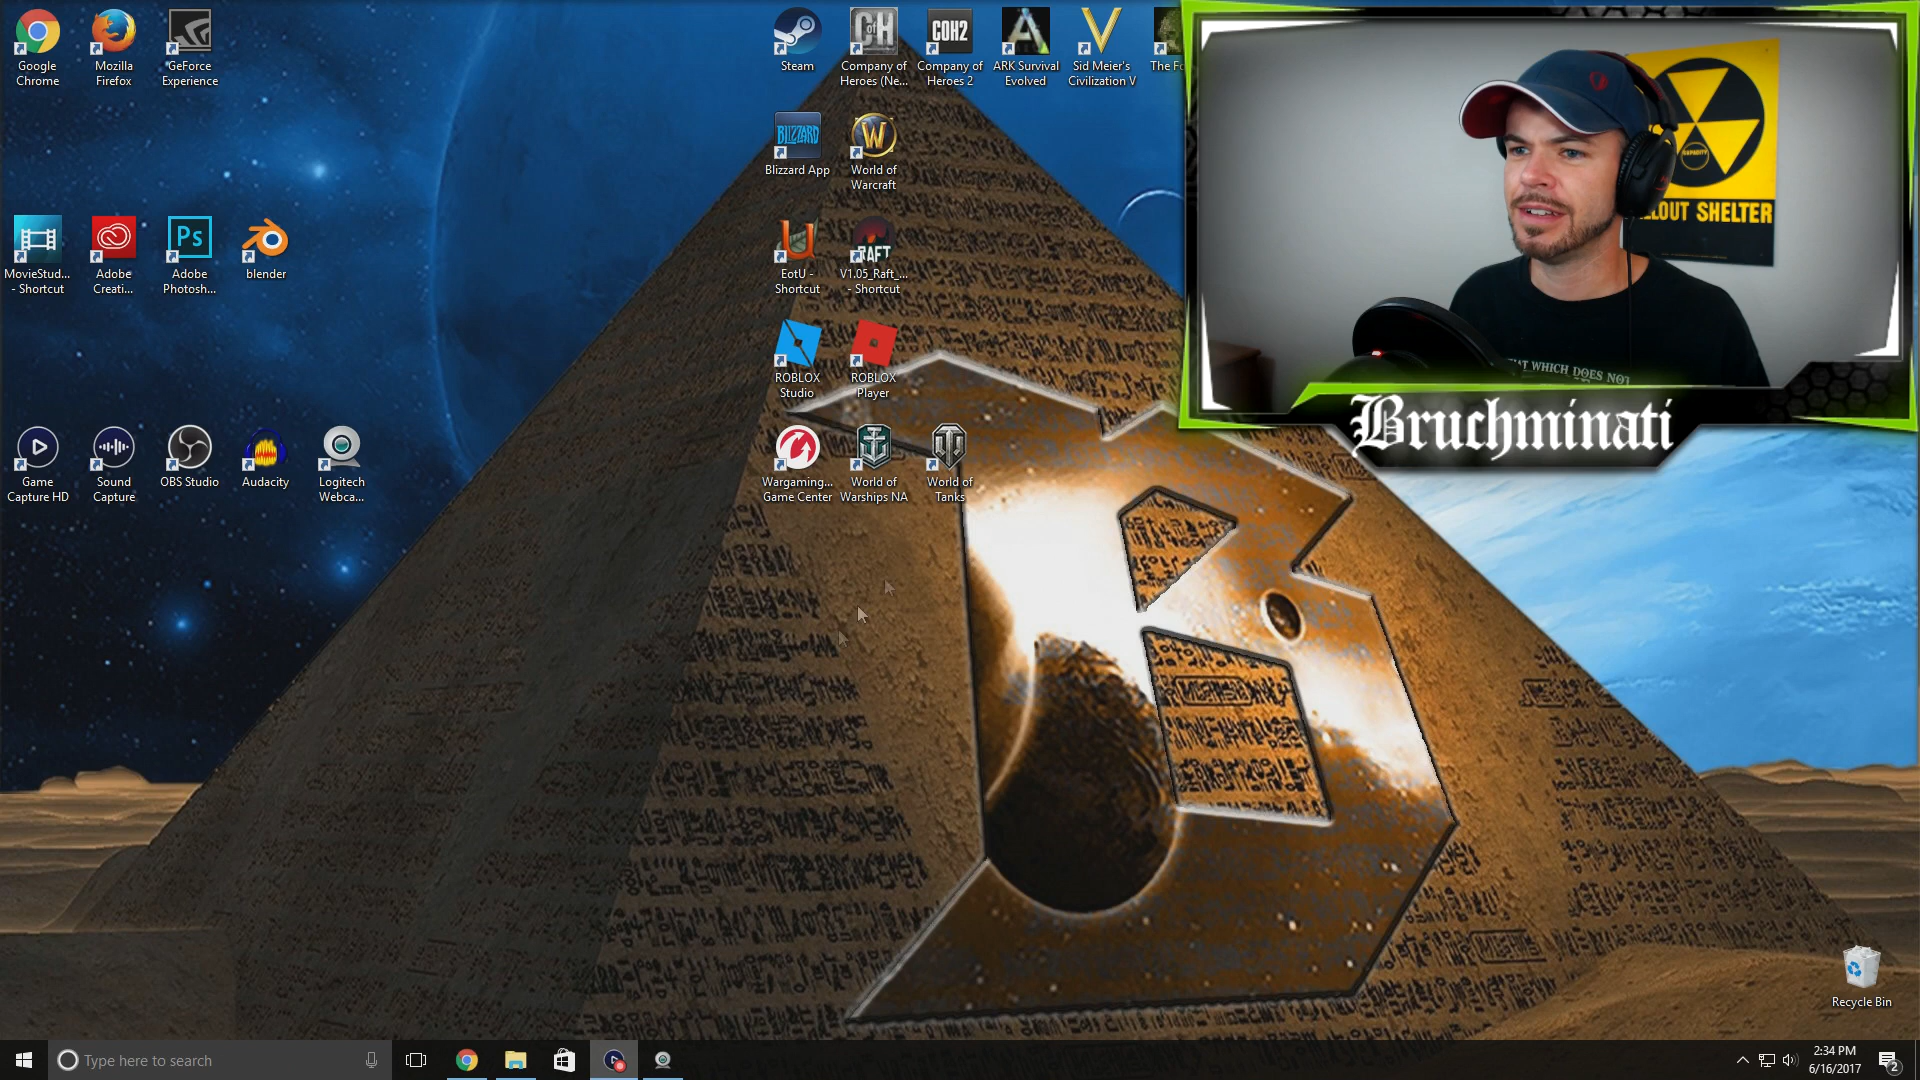 Google
Chrome
Mozilla
Firefox
GeForce
Experience
Steam
Company of
Heroes (Ne...
COH2
Company of
Heroes 2
ARK Survival
Evolved
Sid Meier's
Civilization V
BLIZZARD
Blizzard App
World of
Warcraft
MovieStud...
- Shortcut
Adobe
Creati...
Ps
Adobe
Photosh...
blender
EotU -
Shortcut
RAFT
V1.05_Raft_...
- Shortcut
ROBLOX
Studio
ROBLOX
Player
Game
Capture HD
Sound
Capture
OBS Studio
Audacity
Logitech
Webca...
Wargaming...
Game Center
World of
Warships NA
World of
Tanks
CAPACITY
SHELTER
WHICH DOES NOT
Bruchminati
Recycle Bin
Type here to search
2:34 PM
6/16/2017
2